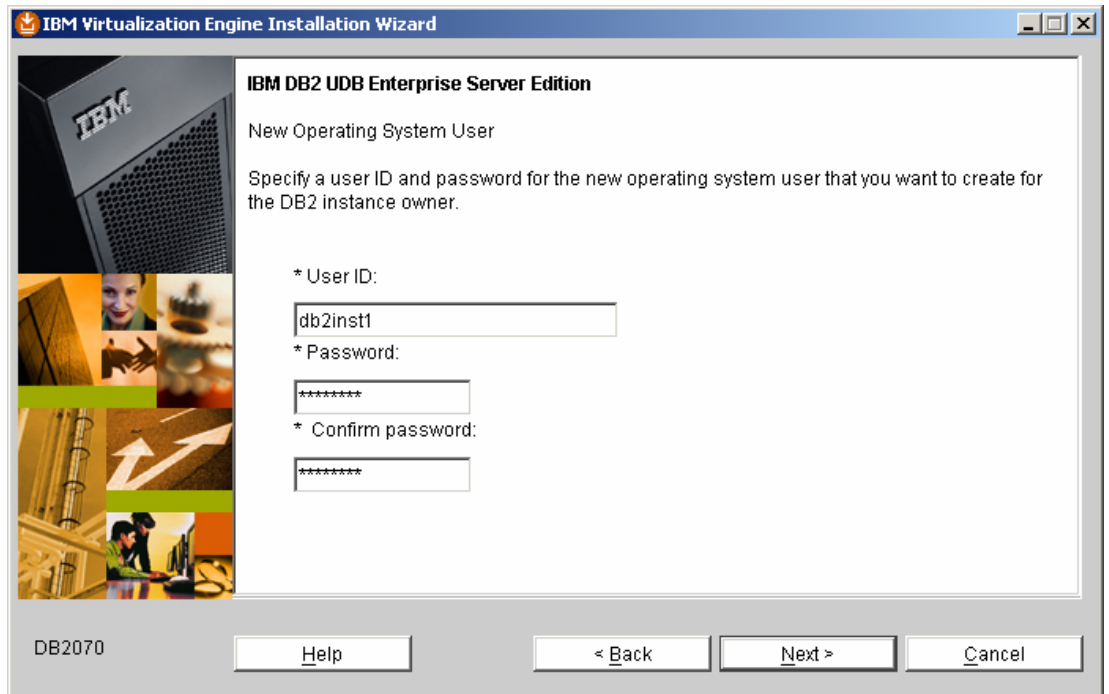 IBM Virtualization Engine Installation Wizard
IBM
IBM DB2 UDB Enterprise Server Edition
New Operating System User
Specify a user ID and password for the new operating system user that you want to create for
the DB2 instance owner.
* User ID:
db2inst1
* Password:
********
* Confirm password:
********
DB2070
Help
< Back
Next >
Cancel